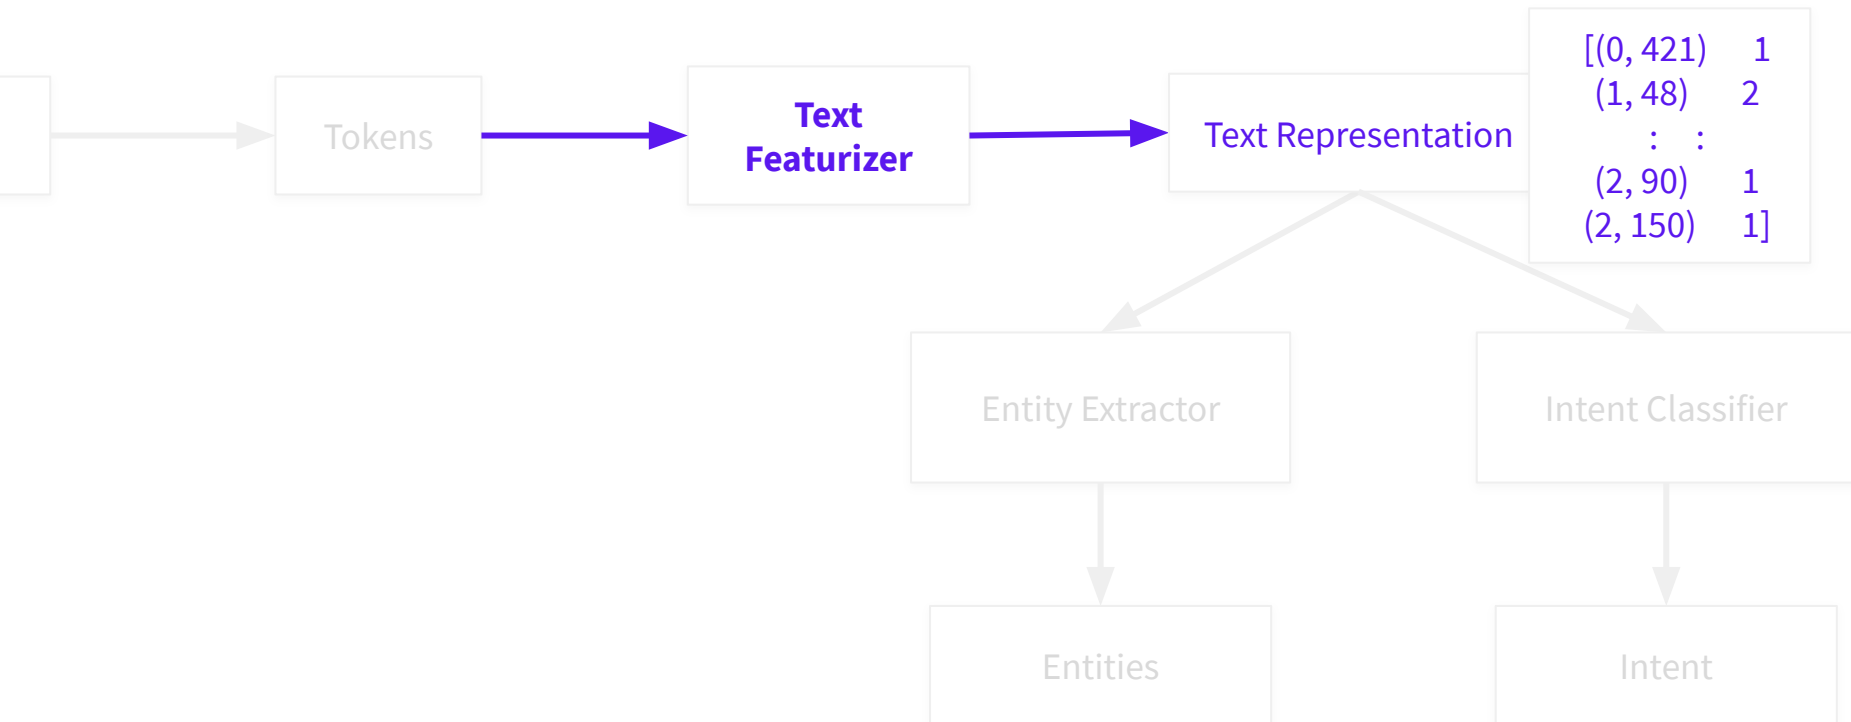 Tokens
Text
Featurizer
Text Representation
[(0, 421) 1
(1, 48) 2
: :
(2, 90) 1
(2, 150) 1]
Entity Extractor
Intent Classifier
Entities
Intent